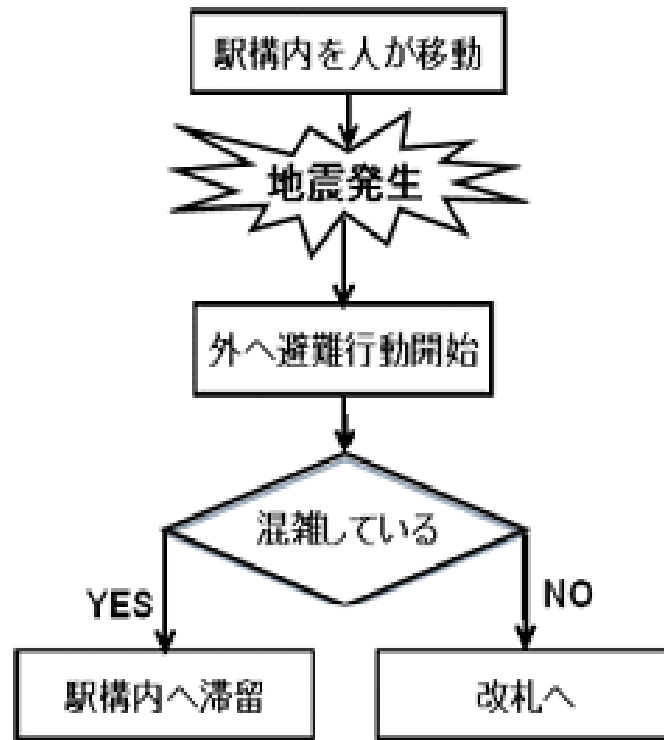 駅構内を人が移動
地震発生
外へ避難行動開始
混雑している
YES
NO
駅構内へ滞留
改札へ